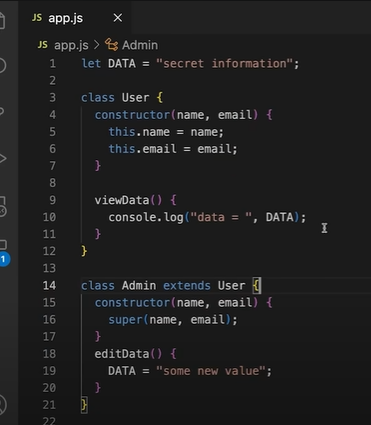 app.js
app.js > Admin
1 let DATA = "secret information";
2
3 class User {
4   constructor(name, email) {
5     this.name = name;
6     this.email = email;
7   }
8
9   viewData() {
10     console.log("data = ", DATA);
11   }
12 }
13
14 class Admin extends User {
15   constructor(name, email) {
16     super(name, email);
17   }
18   editData() {
19     DATA = "some new value";
20   }
21 }
22
1